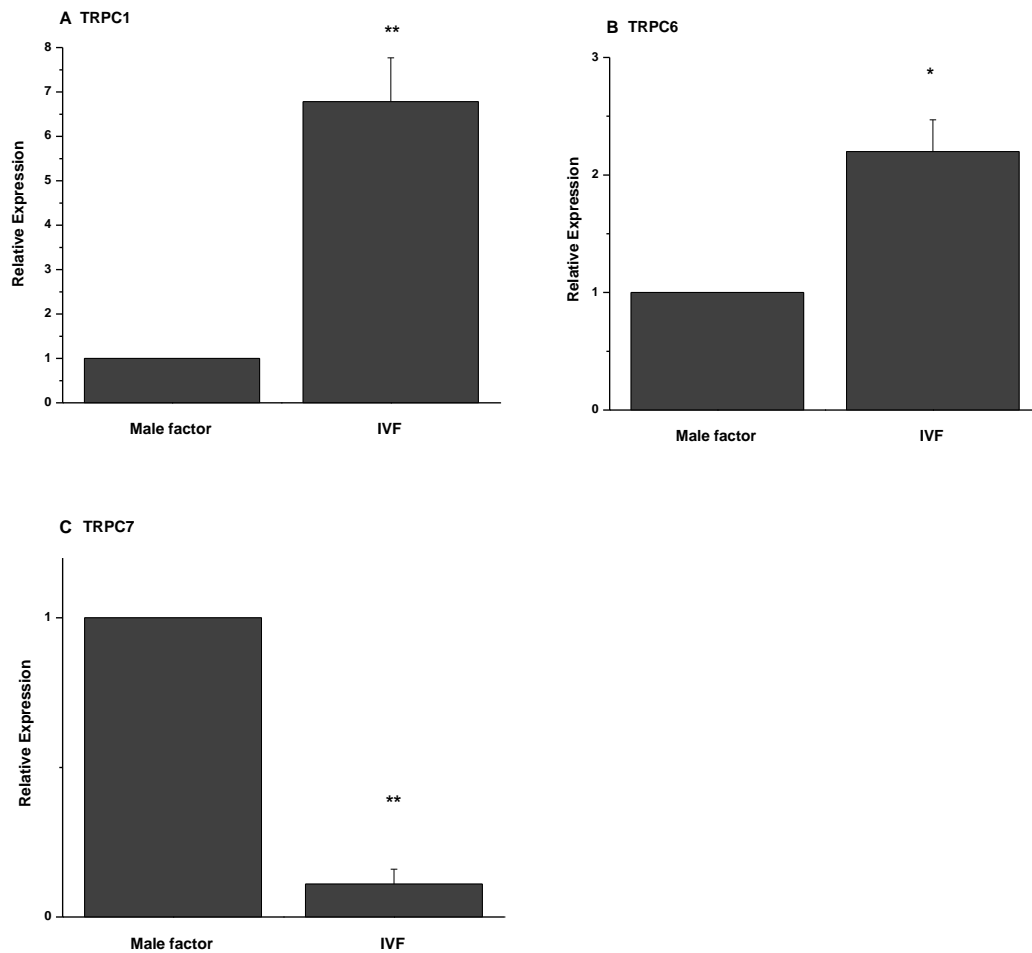 A TRPC1
**
8
7
6
5
4
3
2
1
0
Relative Expression
Male factor
IVF
B TRPC6
*
3
2
1
0
Relative Expression
Male factor
IVF
C TRPC7
**
1
0
Relative Expression
Male factor
IVF